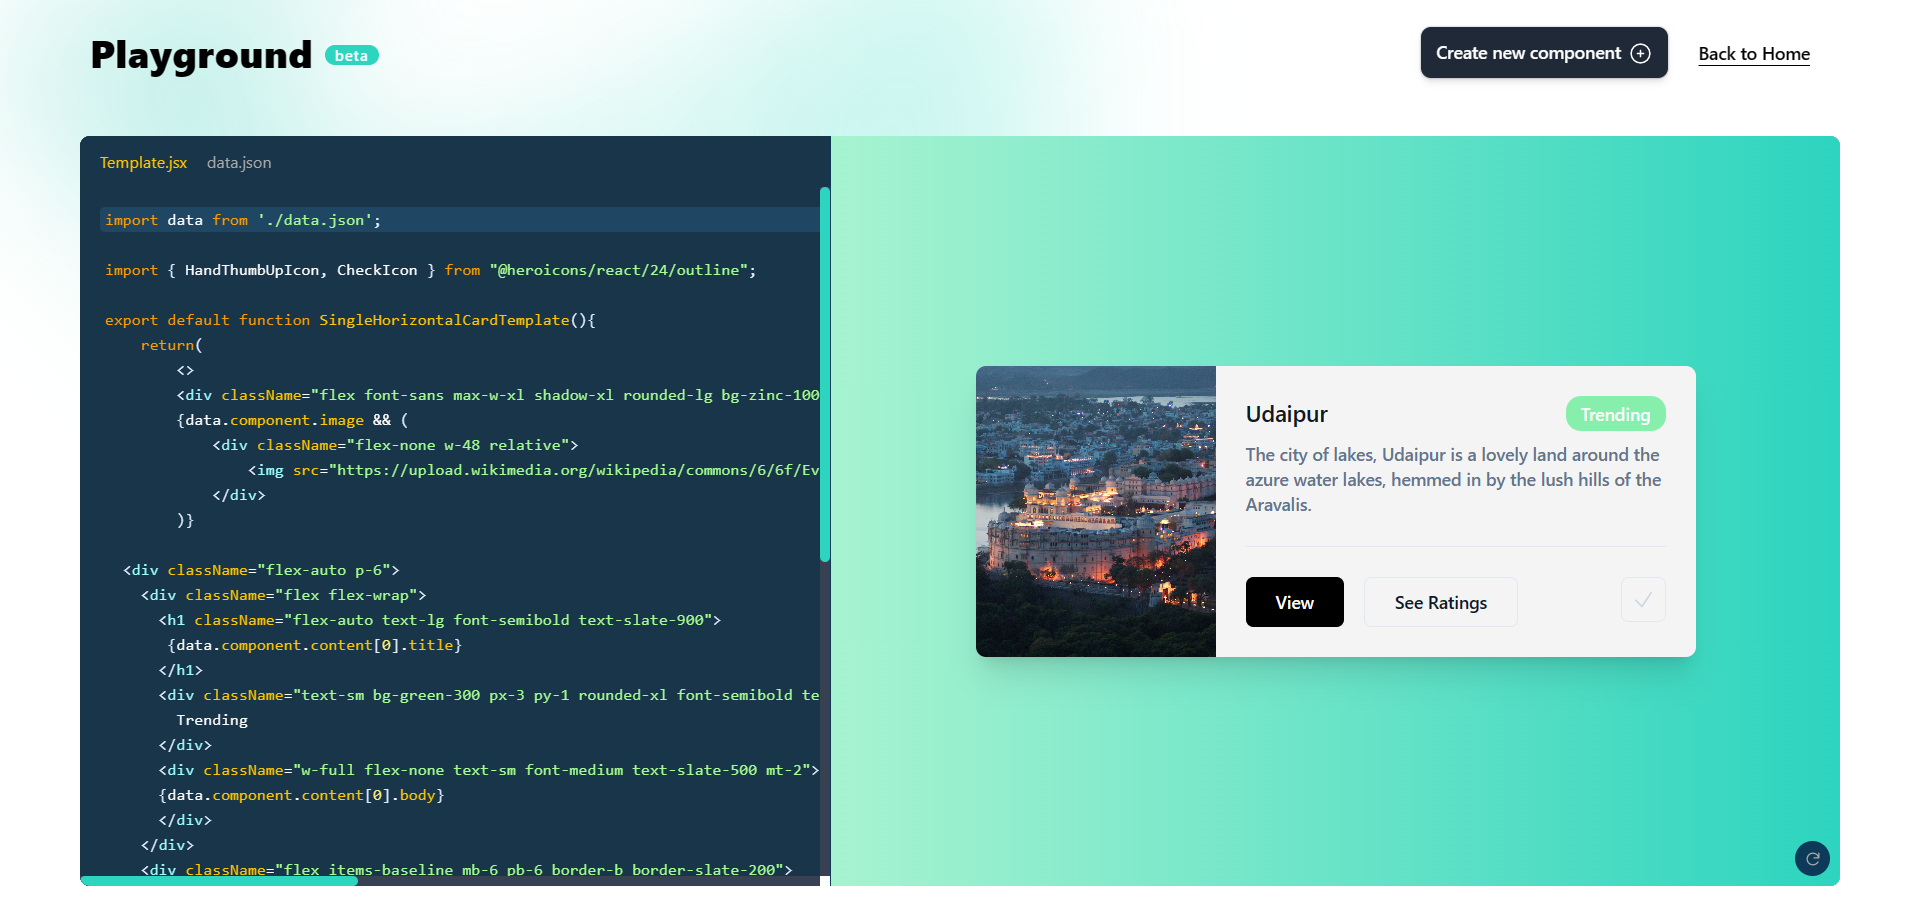 Playground beta
Create new component
Back to Home
Template.jsx data.json
import data from './data.json';
import { HandThumbUpIcon, CheckIcon } from "@heroicons/react/24/outline";
export default function SingleHorizontalCardTemplate(){
return(
<>
<div className="flex font-sans max-w-xl shadow-xl rounded-lg bg-zinc-100
{data.component.image && (
<div className="flex-none w-48 relative">
<img src="https://upload.wikimedia.org/wikipedia/commons/6/6f/Ev
</div>
)}
<div className="flex-auto p-6">
<div className="flex flex-wrap">
<h1 className="flex-auto text-lg font-semibold text-slate-900">
{data.component.content[0].title}
</h1>
<div className="text-sm bg-green-300 px-3 py-1 rounded-xl font-semibold te
Trending
</div>
<div className="w-full flex-none text-sm font-medium text-slate-500 mt-2">
{data.component.content[0].body}
</div>
</div>
<div className="flex items-baseline mb-6 pb-6 border-b border-slate-200">
Udaipur
Trending
The city of lakes, Udaipur is a lovely land around the
azure water lakes, hemmed in by the lush hills of the
Aravalis.
View
See Ratings